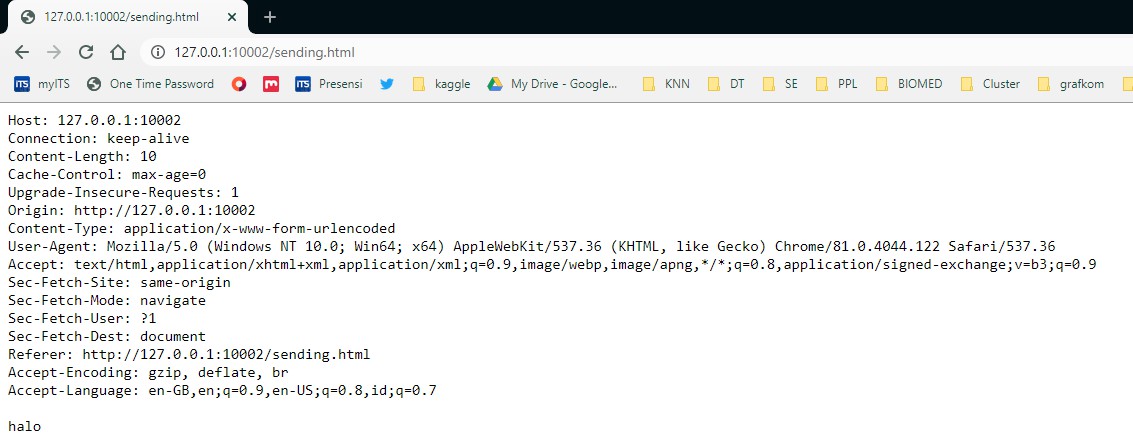 127.0.0.1:10002/sending.html
127.0.0.1:10002/sending.html
ITS myITS One Time Password m ITS Presensi kaggle My Drive - Google... KNN DT SE PPL BIOMED Cluster grafkom
Host: 127.0.0.1:10002
Connection: keep-alive
Content-Length: 10
Cache-Control: max-age=0
Upgrade-Insecure-Requests: 1
Origin: http://127.0.0.1:10002
Content-Type: application/x-www-form-urlencoded
User-Agent: Mozilla/5.0 (Windows NT 10.0; Win64; x64) AppleWebKit/537.36 (KHTML, like Gecko) Chrome/81.0.4044.122 Safari/537.36
Accept: text/html,application/xhtml+xml,application/xml;q=0.9,image/webp,image/apng,*/*;q=0.8,application/signed-exchange;v=b3;q=0.9
Sec-Fetch-Site: same-origin
Sec-Fetch-Mode: navigate
Sec-Fetch-User: ?1
Sec-Fetch-Dest: document
Referer: http://127.0.0.1:10002/sending.html
Accept-Encoding: gzip, deflate, br
Accept-Language: en-GB,en;q=0.9,en-US;q=0.8,id;q=0.7
halo